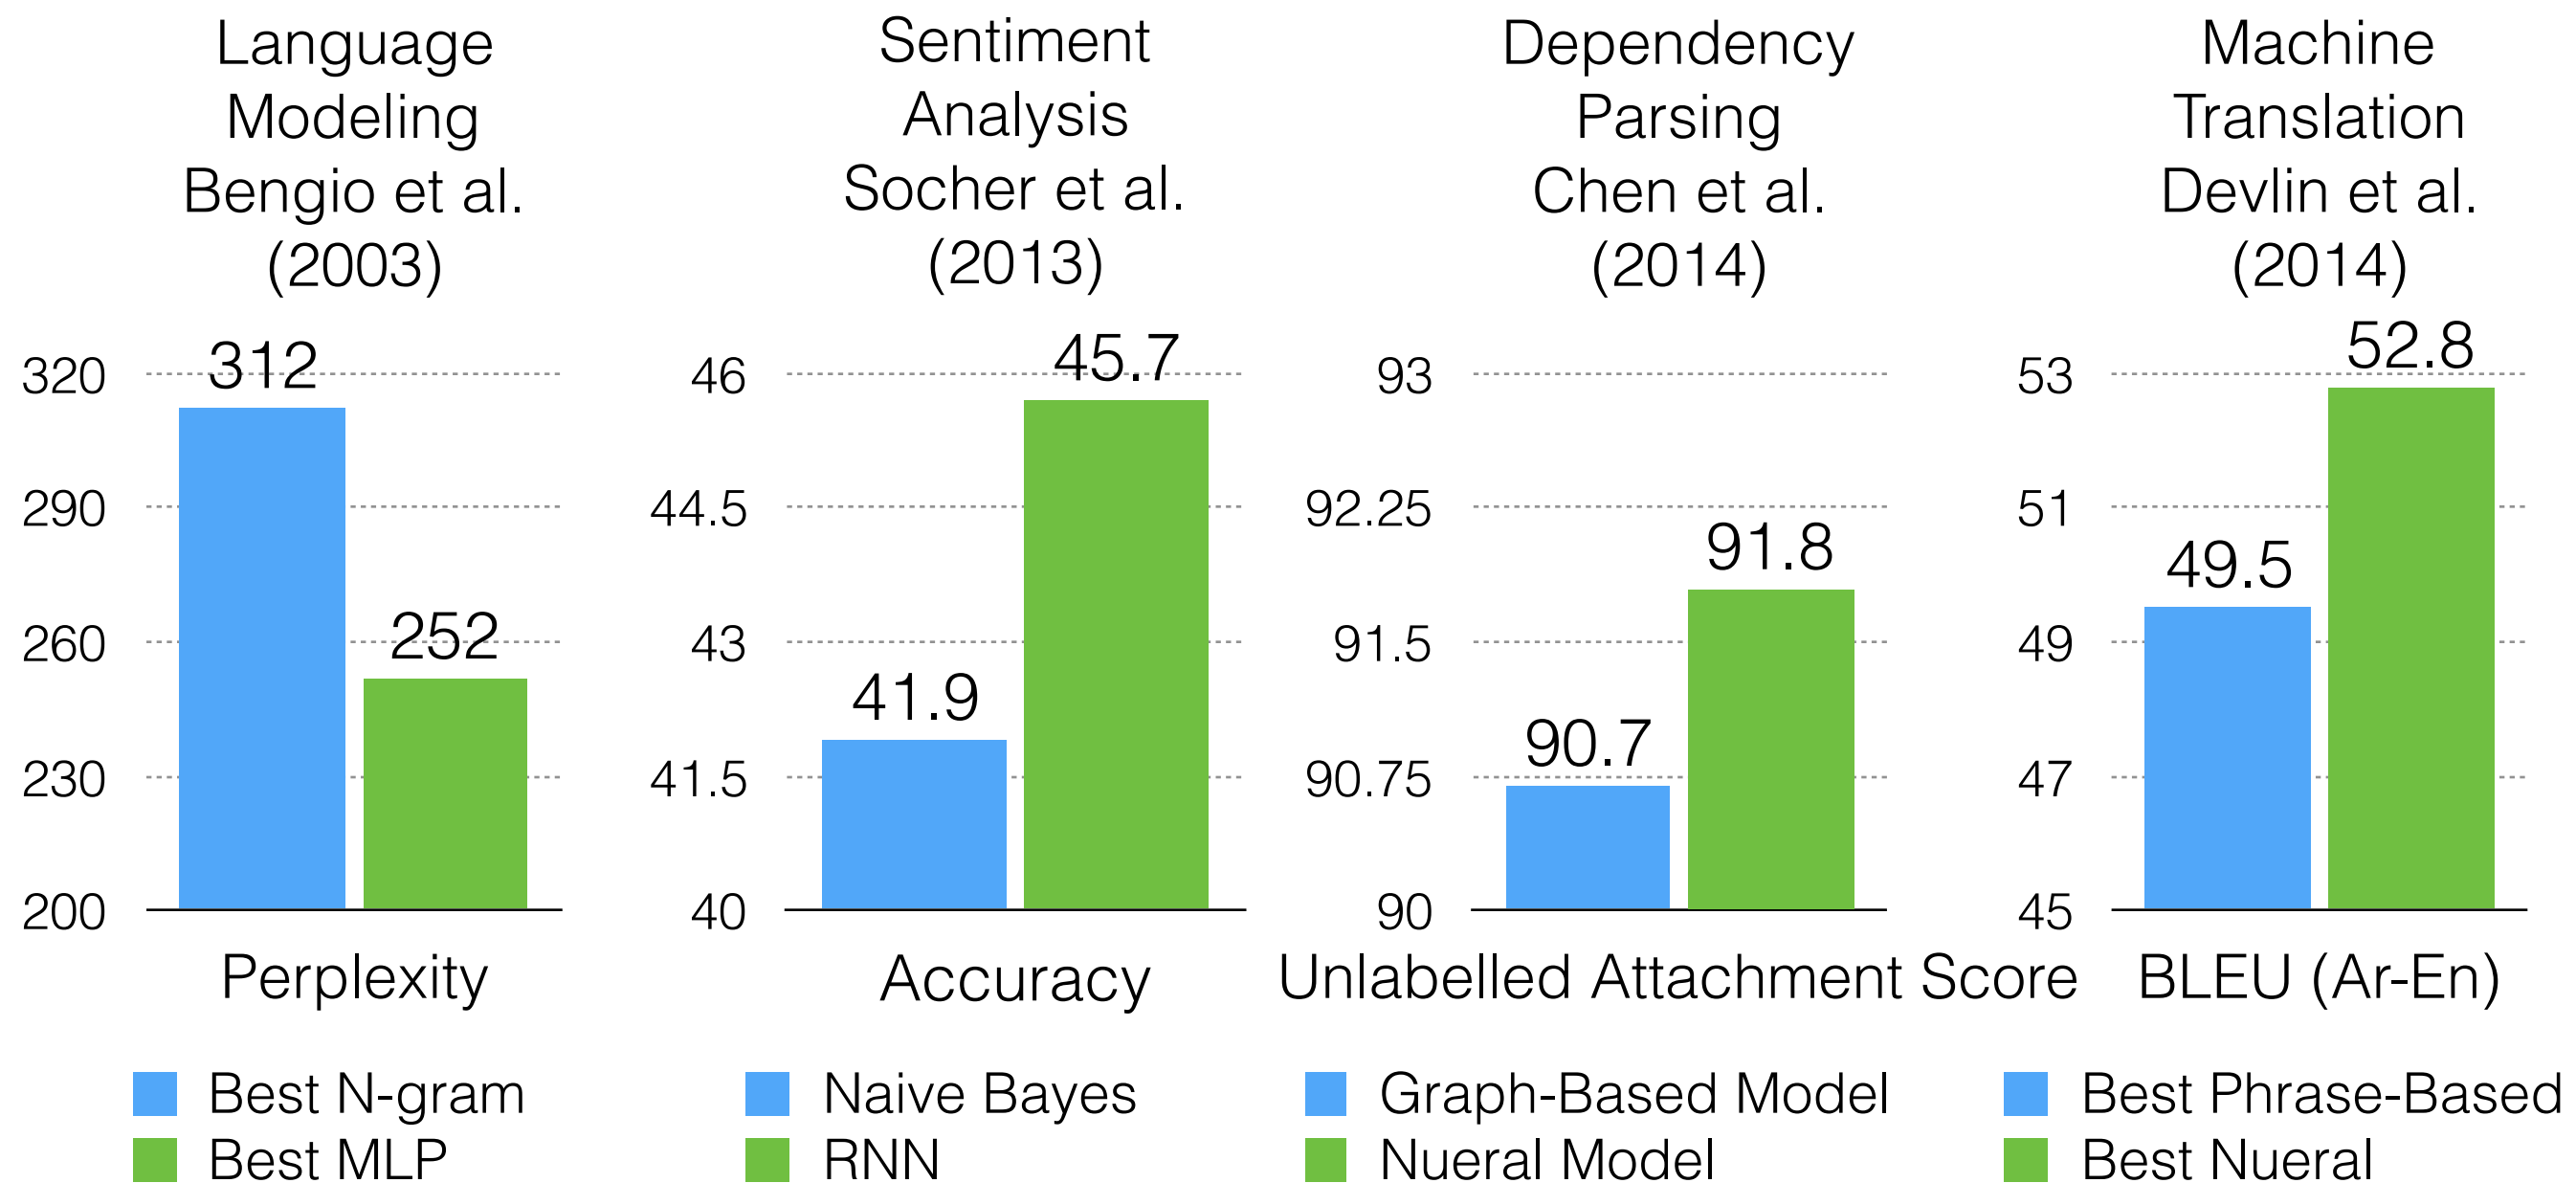 Language
Modeling
Bengio et al.
(2003)
312
320
290
252
260
230
200
Perplexity
Best N-gram
Best MLP
Sentiment
Analysis
Socher et al.
(2013)
45.7
46
44.5
43
41.9
41.5
40
Accuracy
Naive Bayes
RNN
Dependency
Parsing
Chen et al.
(2014)
93
92.25
91.8
91.5
90.7
90.75
90
Unlabelled Attachment Score
Graph-Based Model
Nueral Model
Machine
Translation
Devlin et al.
(2014)
52.8
53
51
49.5
49
47
45
BLEU (Ar-En)
Best Phrase-Based
Best Nueral